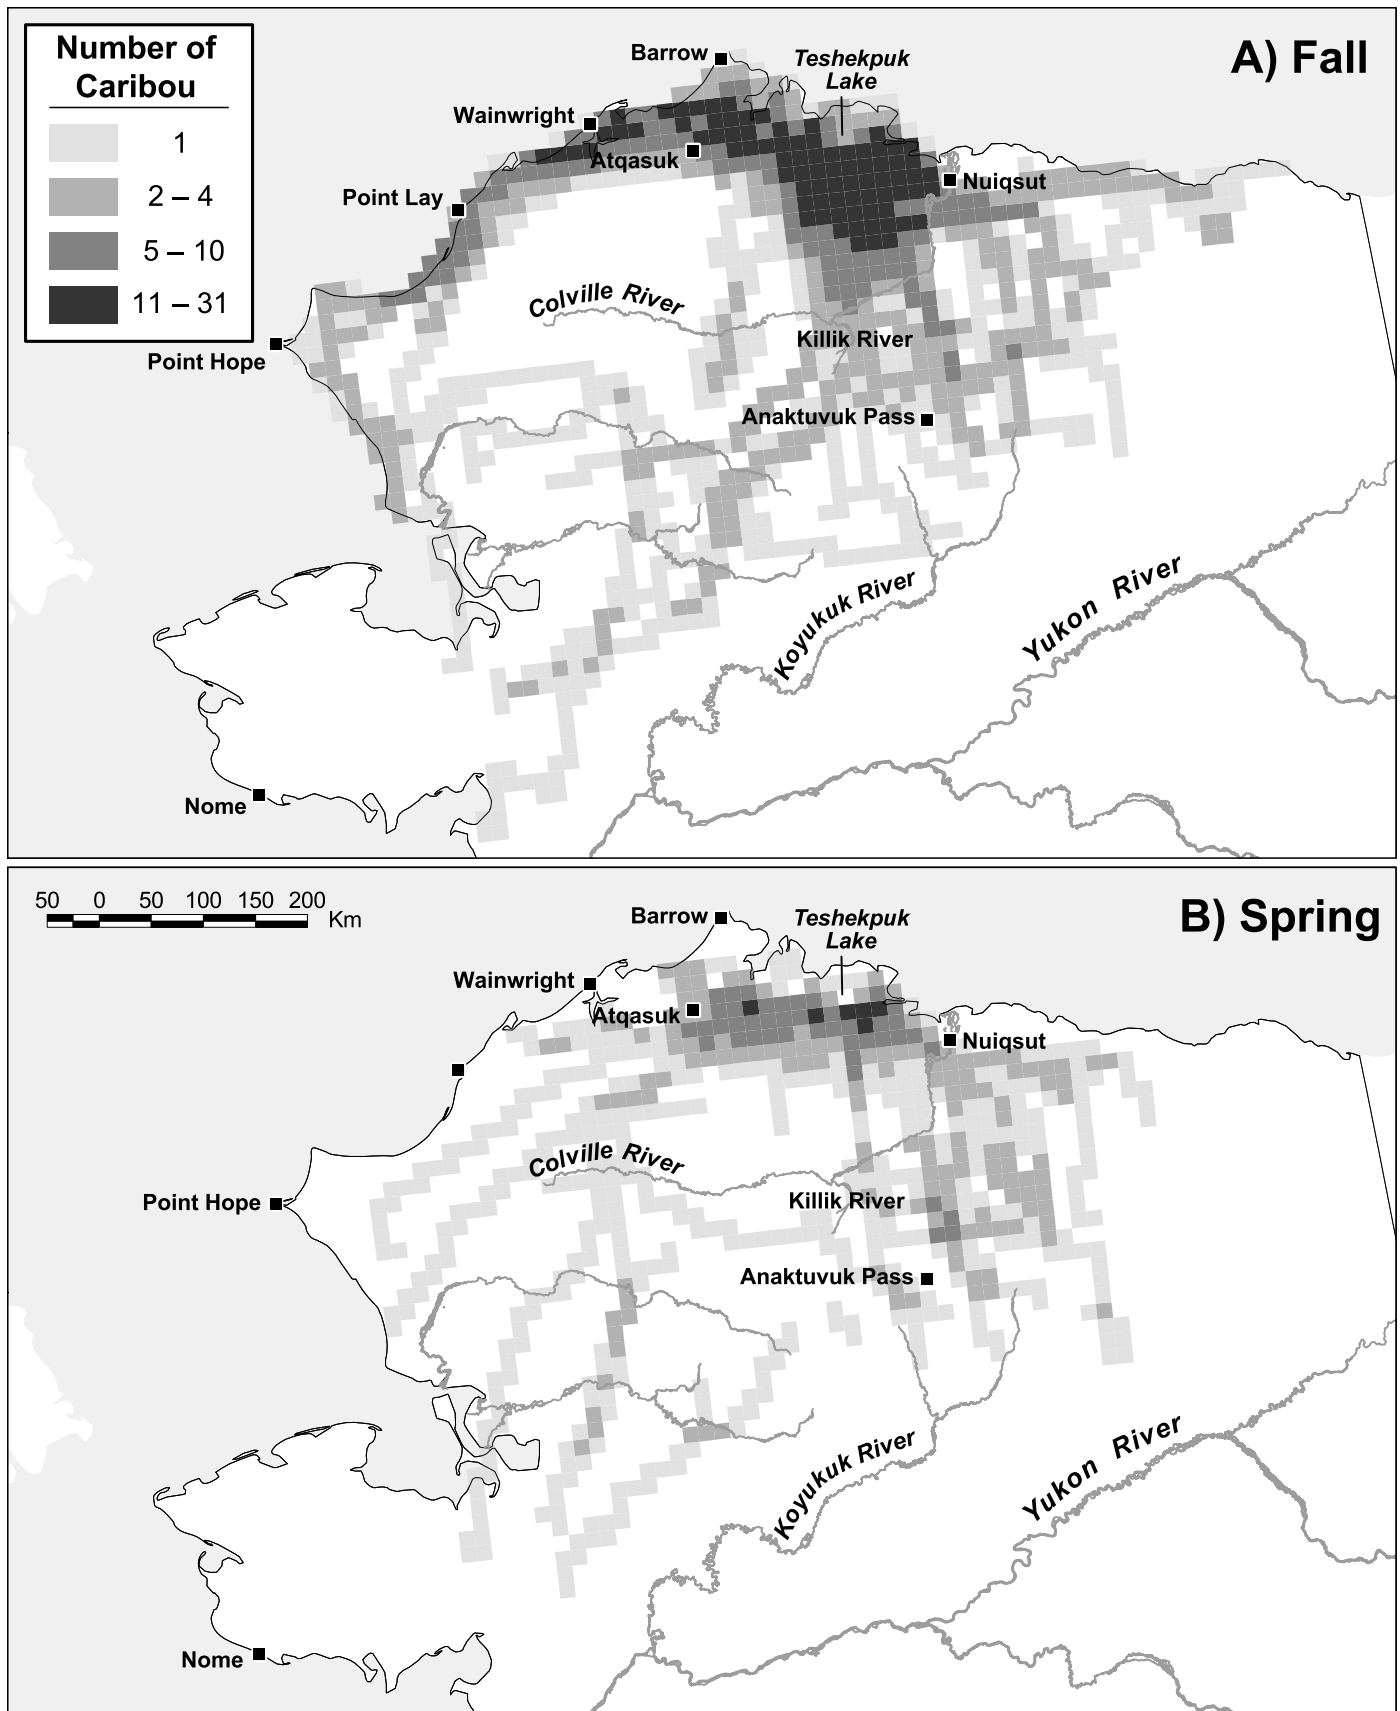 Number of
Caribou
1
2 – 4
5 – 10
11 – 31
A) Fall
Barrow
Teshekpuk
Lake
Wainwright
Atqasuk
Nuiqsut
Point Lay
Colville River
Killik River
Point Hope
Anaktuvuk Pass
Koyukuk River
Yukon River
Nome
50 0 50 100 150 200
Km
B) Spring
Barrow
Teshekpuk
Lake
Wainwright
Atqasuk
Nuiqsut
Colville River
Killik River
Point Hope
Anaktuvuk Pass
Koyukuk River
Yukon River
Nome